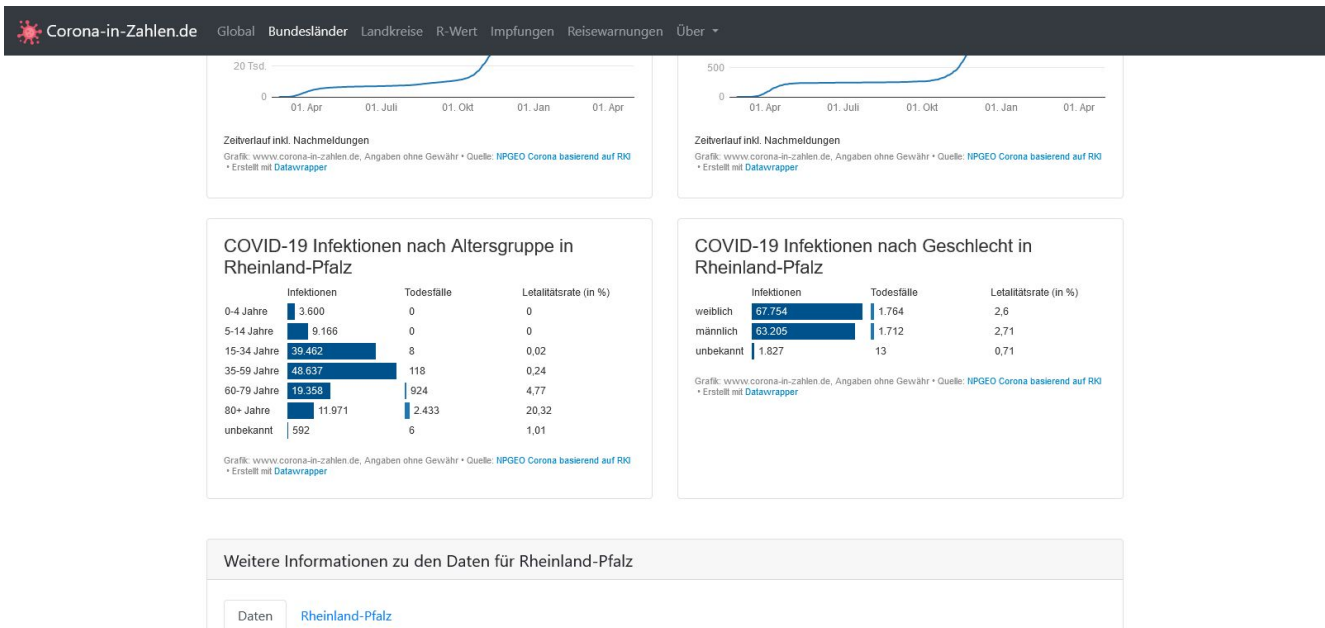 Corona-in-Zahlen.de Global Bundesländer Landkreise R-Wert Impfungen Reisewarnungen Über
20 Tsd.
0
01. Apr 01. Juli 01. Okt 01. Jan 01. Apr
Zeitverlauf inkl. Nachmeldungen
Grafik: www.corona-in-zahlen.de, Angaben ohne Gewähr • Quelle: NPGEO Corona basierend auf RKI
• Erstellt mit Datawrapper
500
0
01. Apr 01. Juli 01. Okt 01. Jan 01. Apr
Zeitverlauf inkl. Nachmeldungen
Grafik: www.corona-in-zahlen.de, Angaben ohne Gewähr • Quelle: NPGEO Corona basierend auf RKI
• Erstellt mit Datawrapper
COVID-19 Infektionen nach Altersgruppe in
Rheinland-Pfalz
Infektionen Todesfälle Letalitätsrate (in %)
0-4 Jahre 3.600 0 0
5-14 Jahre 9.166 0 0
15-34 Jahre 39.462 8 0,02
35-59 Jahre 48.637 118 0,24
60-79 Jahre 19.358 924 4,77
80+ Jahre 11.971 2.433 20,32
unbekannt 592 6 1,01
Grafik: www.corona-in-zahlen.de, Angaben ohne Gewähr • Quelle: NPGEO Corona basierend auf RKI
• Erstellt mit Datawrapper
COVID-19 Infektionen nach Geschlecht in
Rheinland-Pfalz
Infektionen Todesfälle Letalitätsrate (in %)
weiblich 67.754 1.764 2,6
männlich 63.205 1.712 2,71
unbekannt 1.827 13 0,71
Grafik: www.corona-in-zahlen.de, Angaben ohne Gewähr • Quelle: NPGEO Corona basierend auf RKI
• Erstellt mit Datawrapper
Weitere Informationen zu den Daten für Rheinland-Pfalz
Daten Rheinland-Pfalz